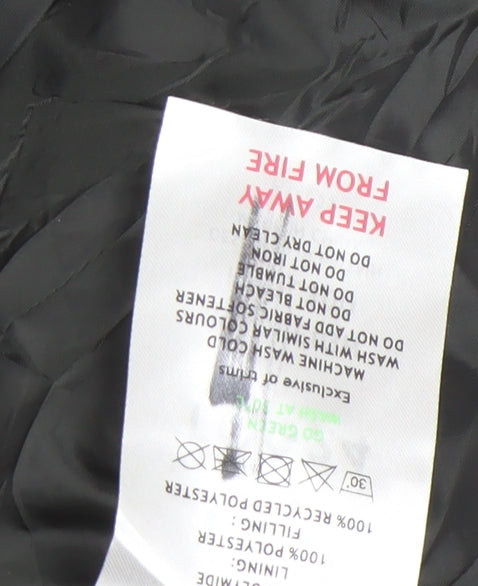 OLYMIDE
LINING:
100% POLYESTER
FILLING:
100% RECYCLED POLYESTER
30°
GO GREEN
WASH AT 30°C
Exclusive of trims
MACHINE WASH COLD
WASH WITH SIMILAR COLOURS
DO NOT ADD FABRIC SOFTENER
DO NOT BLEACH
DO NOT TUMBLE
DO NOT IRON
DO NOT DRY CLEAN
KEEP AWAY
FROM FIRE